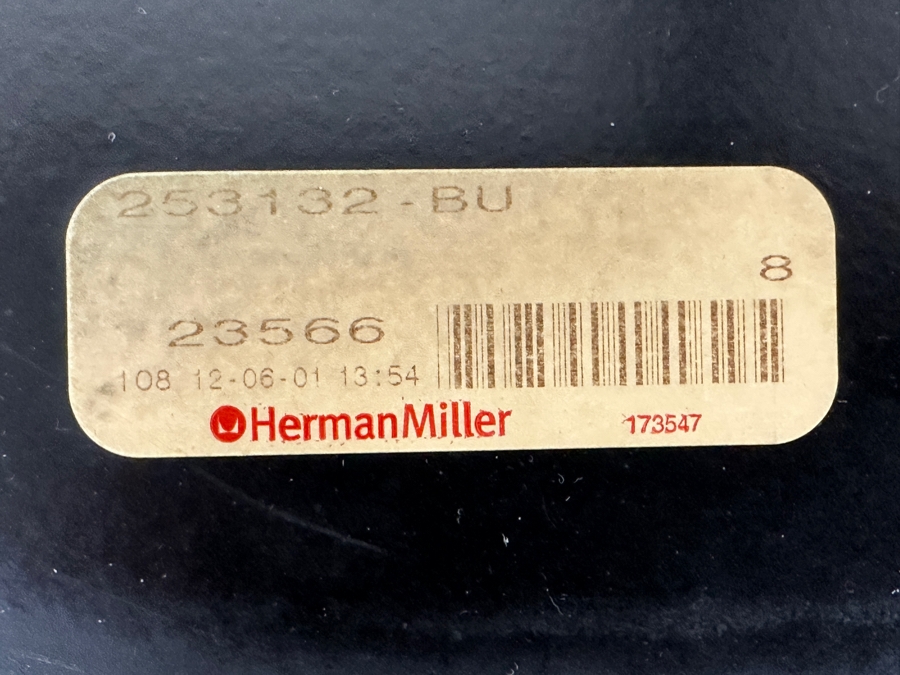 253132-BU
8
23566
108 12-06-01 13:54
HermanMiller 173547